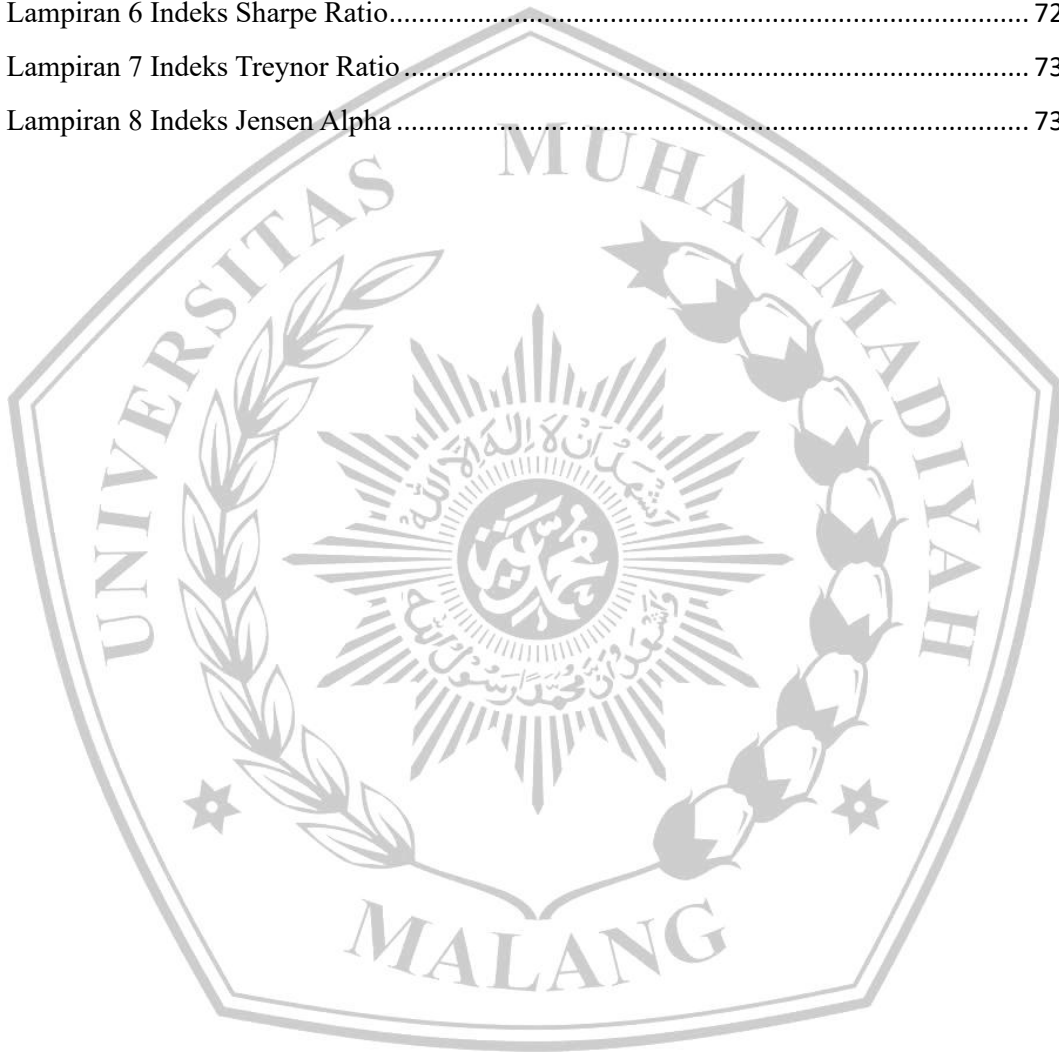 Lampiran 6 Indeks Sharpe Ratio........................................................................................ 72
Lampiran 7 Indeks Treynor Ratio...................................................................................... 73
Lampiran 8 Indeks Jensen Alpha....................................................................................... 73
UNIVERSITAS MUHAMMADIYAH
MALANG